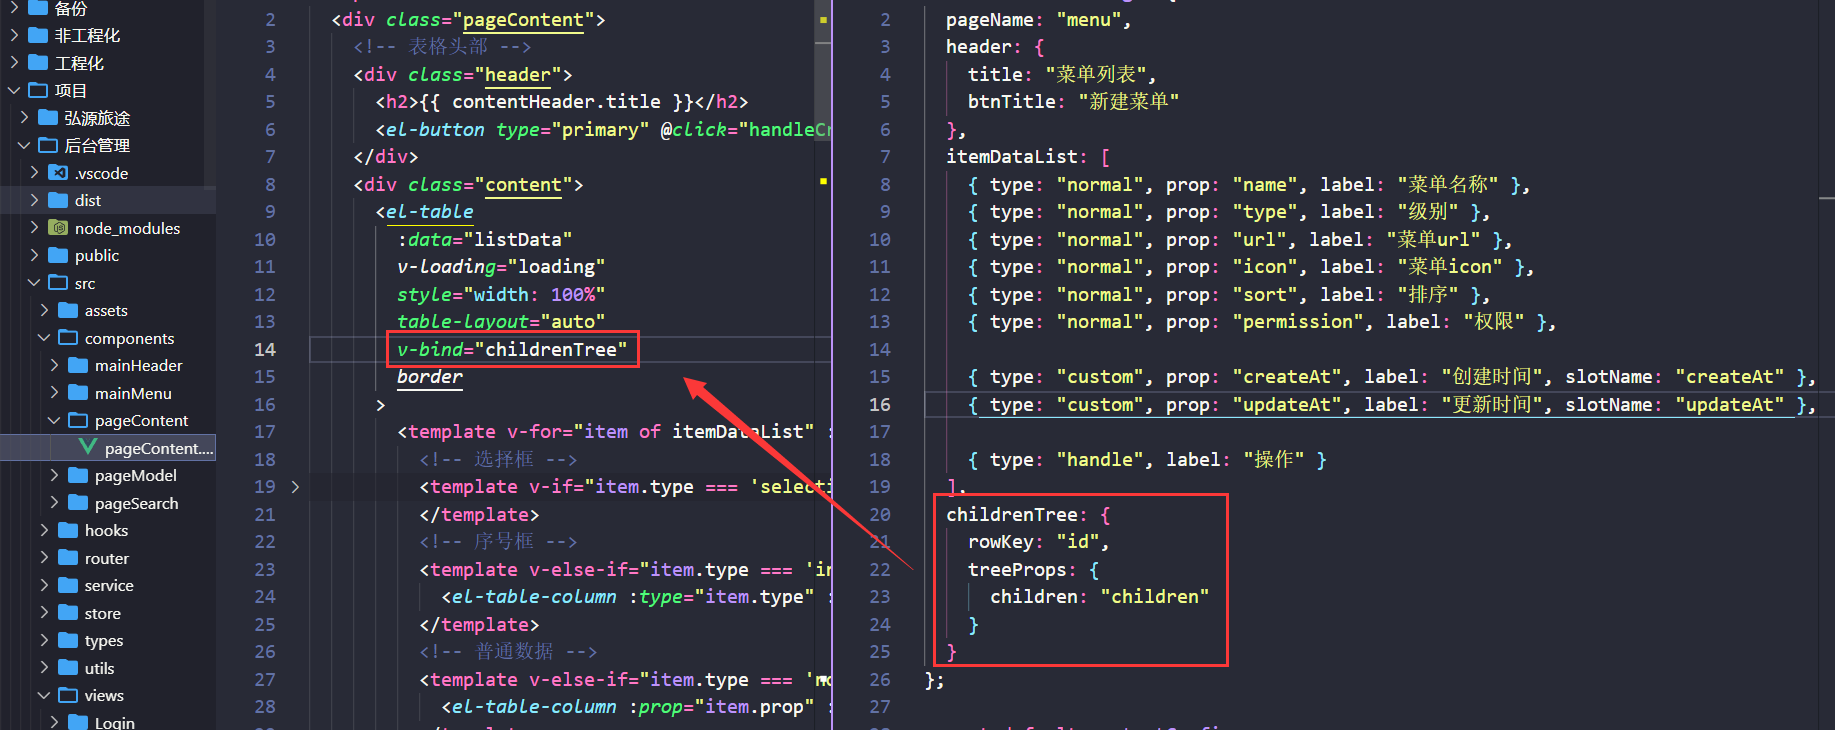 备份
非工程化
工程化
项目
弘源旅途
后台管理
.vscode
dist
node_modules
public
src
assets
components
mainHeader
mainMenu
pageContent
pageContent....
pageModel
pageSearch
hooks
router
service
store
types
utils
views
Login
2 <div class="pageContent">
3 <!-- 表格头部 -->
4 <div class="header">
5 <h2>{{ contentHeader.title }}</h2>
6 <el-button type="primary" @click="handleCr
7 </div>
8 <div class="content">
9 <el-table
10 :data="listData"
11 v-loading="loading"
12 style="width: 100%"
13 table-layout="auto"
14 v-bind="childrenTree"
15 border
16 >
17 <template v-for="item of itemDataList" :
18 <!-- 选择框 -->
19 <template v-if="item.type === 'selecti
21 </template>
22 <!-- 序号框 -->
23 <template v-else-if="item.type === 'in
24 <el-table-column :type="item.type" :
25 </template>
26 <!-- 普通数据 -->
27 <template v-else-if="item.type === 'no
28 <el-table-column :prop="item.prop" :
2 pageName: "menu",
3 header: {
4 title: "菜单列表",
5 btnTitle: "新建菜单"
6 },
7 itemDataList: [
8 { type: "normal", prop: "name", label: "菜单名称" },
9 { type: "normal", prop: "type", label: "级别" },
10 { type: "normal", prop: "url", label: "菜单url" },
11 { type: "normal", prop: "icon", label: "菜单icon" },
12 { type: "normal", prop: "sort", label: "排序" },
13 { type: "normal", prop: "permission", label: "权限" },
14
15 { type: "custom", prop: "createAt", label: "创建时间", slotName: "createAt" },
16 { type: "custom", prop: "updateAt", label: "更新时间", slotName: "updateAt" },
17
18 { type: "handle", label: "操作" }
19 ],
20 childrenTree: {
21 rowKey: "id",
22 treeProps: {
23 children: "children"
24 }
25 }
26 };
27